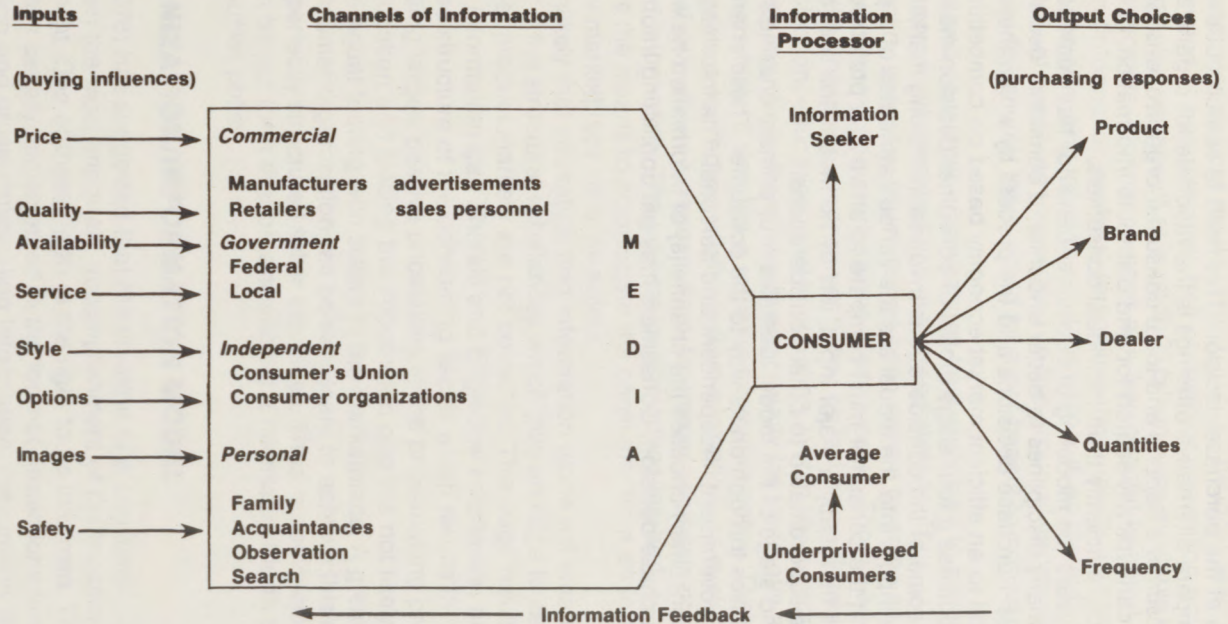 Inputs
(buying influences)
Price
Quality
Availability
Service
Style
Options
Images
Safety
Channels of Information
Commercial
Manufacturers advertisements
Retailers sales personnel
Government
Federal
Local
Independent
Consumer's Union
Consumer organizations
Personal
Family
Acquaintances
Observation
Search
M
E
D
I
A
Information
Processor
Information
Seeker
CONSUMER
Average
Consumer
Underprivileged
Consumers
Output Choices
(purchasing responses)
Product
Brand
Dealer
Quantities
Frequency
Information Feedback